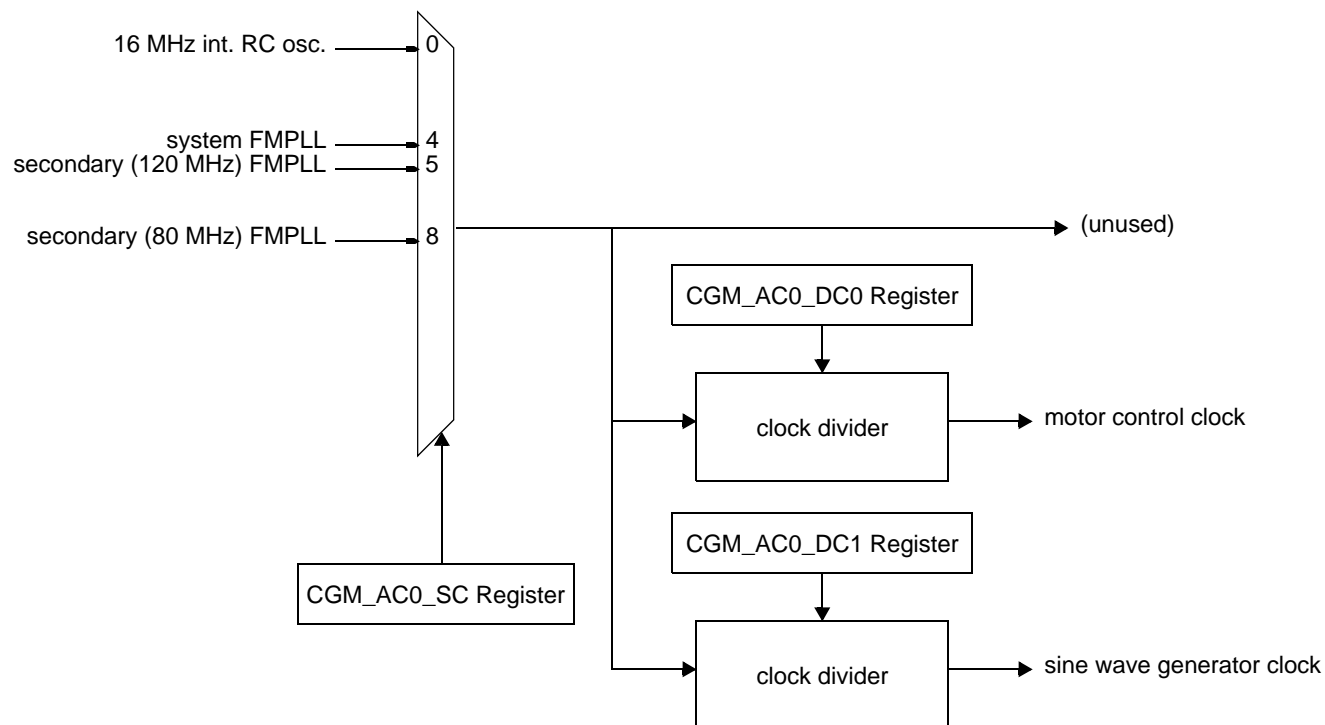 16 MHz int. RC osc.
0
system FMPLL
4
secondary (120 MHz) FMPLL
5
secondary (80 MHz) FMPLL
8
(unused)
CGM_AC0_DC0 Register
clock divider
motor control clock
CGM_AC0_DC1 Register
CGM_AC0_SC Register
clock divider
sine wave generator clock